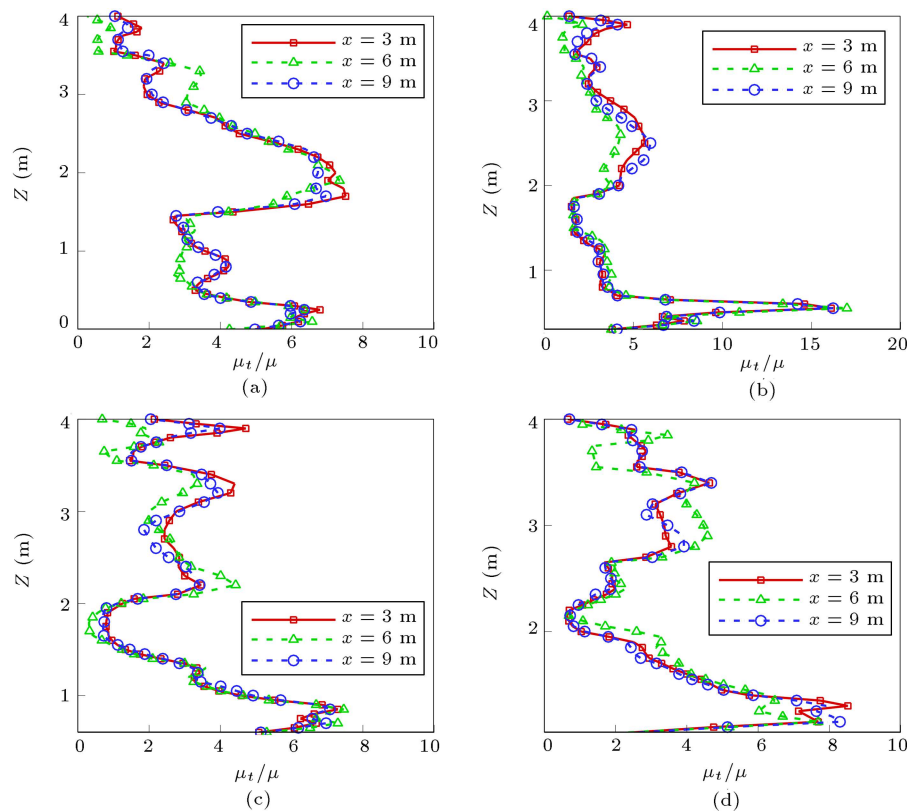 4
3
2
1
0
Z (m)
0
2
4
6
8
10
μt/μ
x = 3 m
x = 6 m
x = 9 m
(a)
4
3
2
1
Z (m)
0
5
10
15
20
μt/μ
x = 3 m
x = 6 m
x = 9 m
(b)
4
3
2
1
Z (m)
0
2
4
6
8
10
μt/μ
x = 3 m
x = 6 m
x = 9 m
(c)
4
3
2
Z (m)
0
2
4
6
8
10
μt/μ
x = 3 m
x = 6 m
x = 9 m
(d)